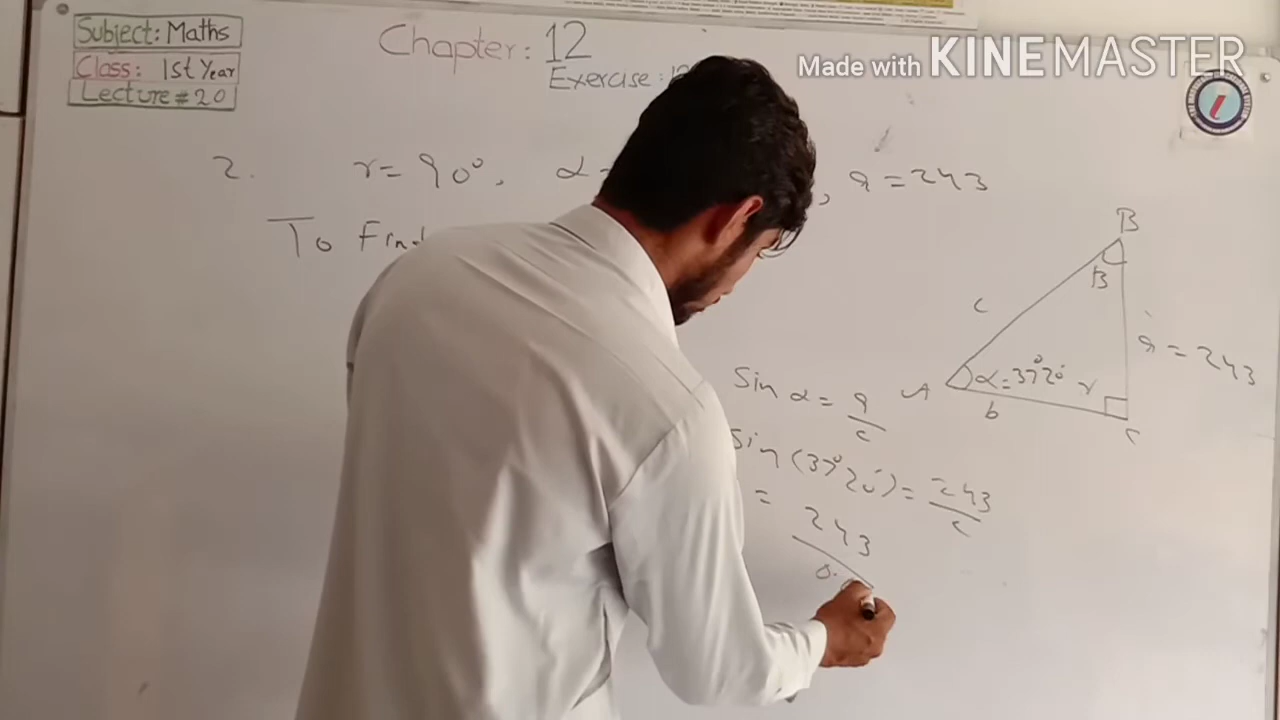 Made with KINEMASTER
Subject: Maths
Class: 1st Year
Lecture # 20
Chapter: 12
Exercise:
2. γ = 90°, α = , a = 243
To Find
B
B
c
a = 243
A
α = 37°20' γ
b
C
Sin α = a/c
Sin (37°20') = 243/c
= 243/0.